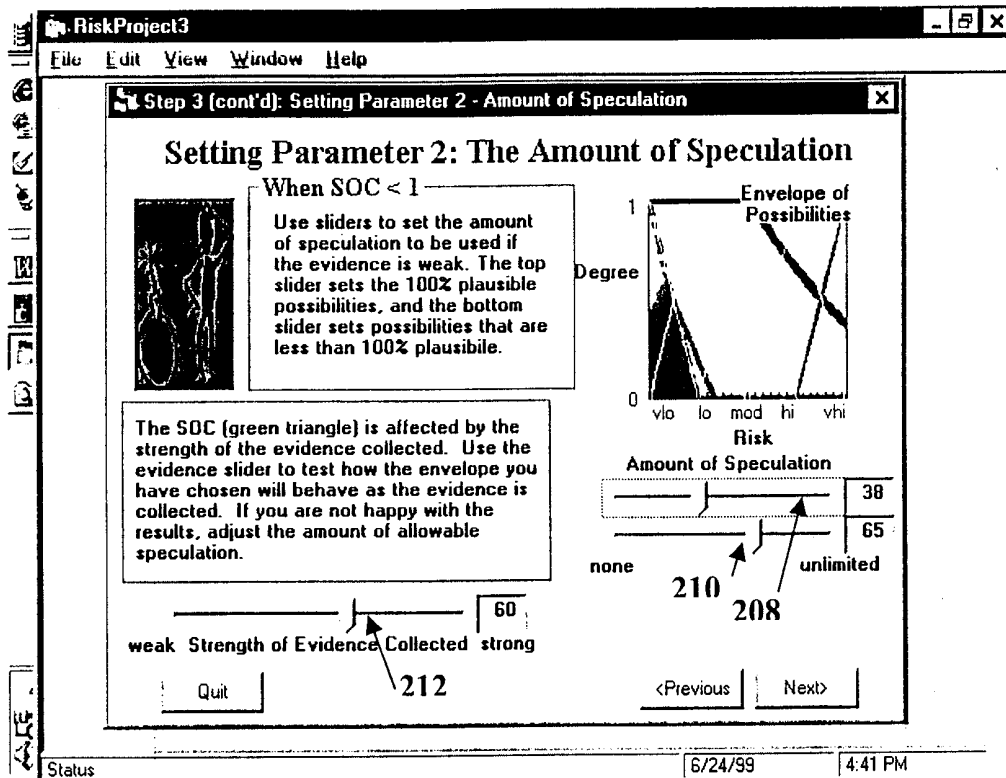 RiskProject3
File Edit View Window Help
Step 3 (cont'd): Setting Parameter 2 - Amount of Speculation
Setting Parameter 2: The Amount of Speculation
When SOC < 1
Use sliders to set the amount
of speculation to be used if
the evidence is weak. The top
slider sets the 100% plausible
possibilities, and the bottom
slider sets possibilities that are
less than 100% plausibile.
Envelope of
Possibilities
1
Degree
0
vlo lo mod hi vhi
Risk
The SOC (green triangle) is affected by the
strength of the evidence collected. Use the
evidence slider to test how the envelope you
have chosen will behave as the evidence is
collected. If you are not happy with the
results, adjust the amount of allowable
speculation.
Amount of Speculation
38
65
none unlimited
210 208
60
weak Strength of Evidence Collected strong
212
Quit
<Previous Next>
Status 6/24/99 4:41 PM